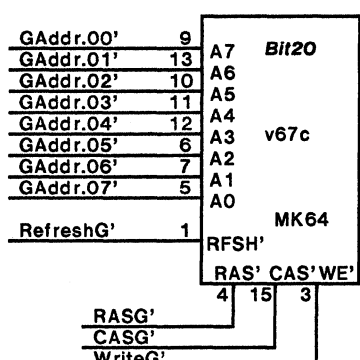 GAddr.00' 9 A7 Bit20
GAddr.01' 13 A6
GAddr.02' 10 A5
GAddr.03' 11 A4
GAddr.04' 12 A3 v67c
GAddr.05' 6 A2
GAddr.06' 7 A1
GAddr.07' 5 A0
MK64
RefreshG' 1 RFSH'
RAS' CAS' WE'
4 15 3
RASG'
CASG'
WriteG'